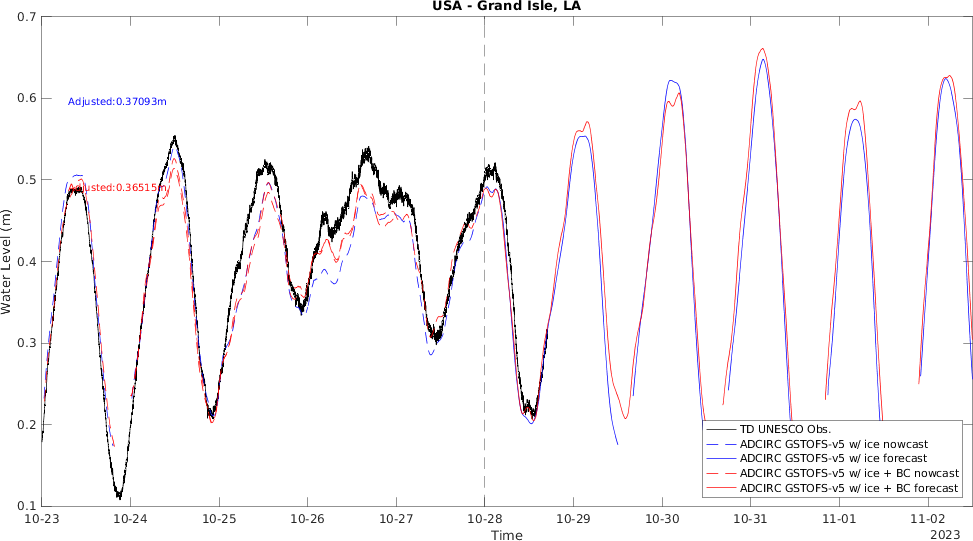 USA - Grand Isle, LA
0.7
0.6
0.5
0.4
0.3
0.2
0.1
Water Level (m)
Adjusted:0.37093m
Adjusted:0.36515m
TD UNESCO Obs.
ADCIRC GSTOFS-v5 w/ ice nowcast
ADCIRC GSTOFS-v5 w/ ice forecast
ADCIRC GSTOFS-v5 w/ ice + BC nowcast
ADCIRC GSTOFS-v5 w/ ice + BC forecast
10-23 10-24 10-25 10-26 10-27 10-28 10-29 10-30 10-31 11-01 11-02
Time
2023